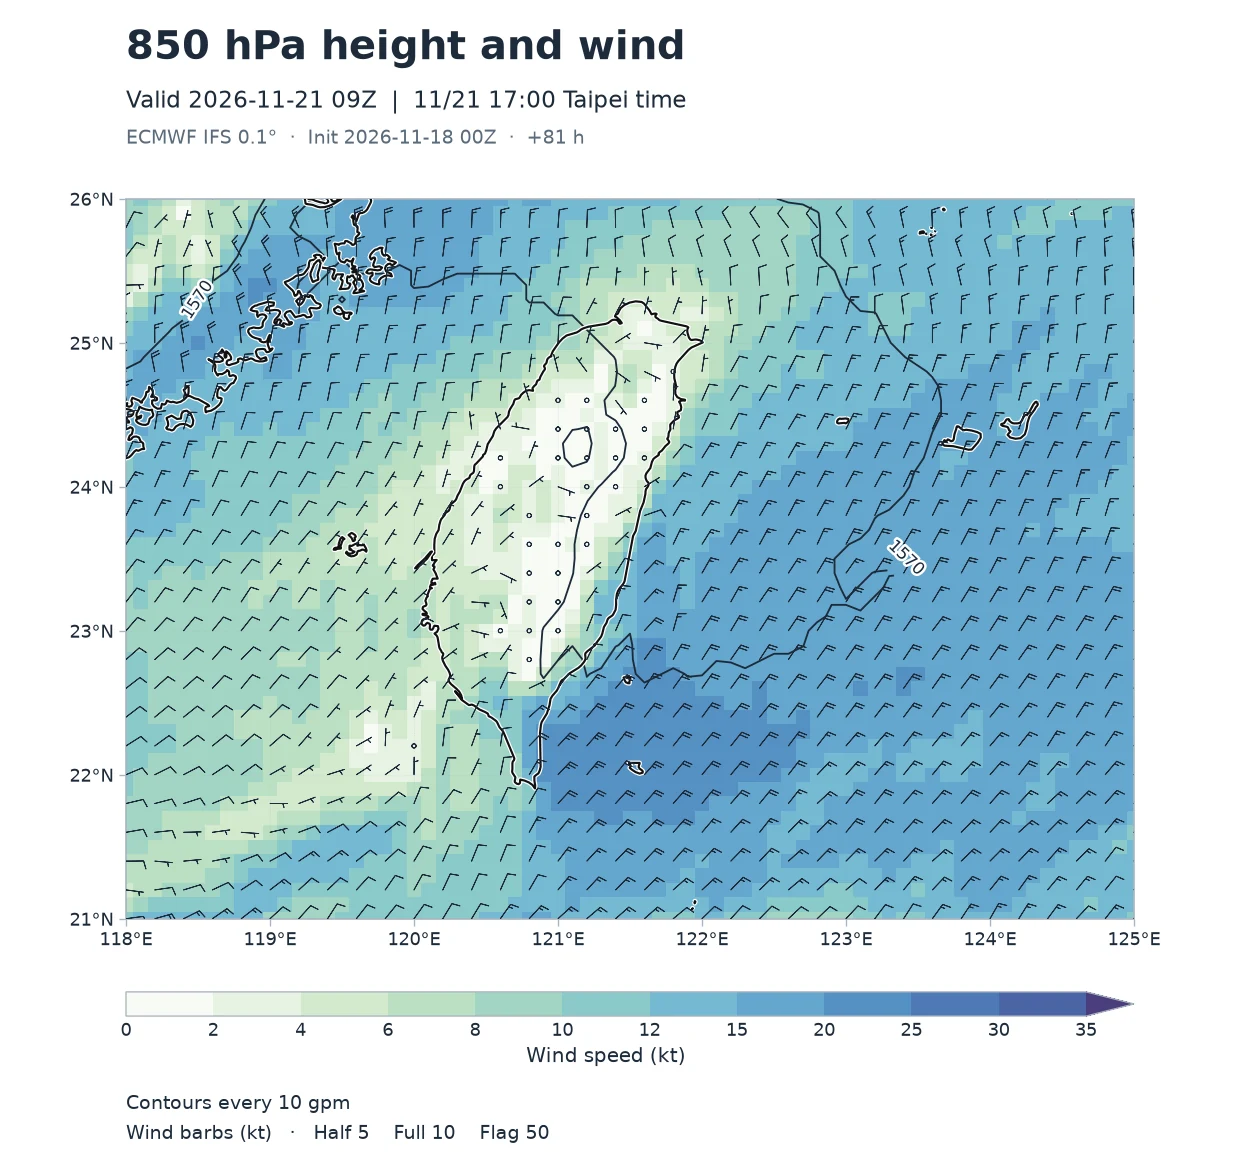 850 hPa height and wind
Valid 2026-11-21 09Z | 11/21 17:00 Taipei time
ECMWF IFS 0.1° · Init 2026-11-18 00Z · +81 h
26°N
25°N
24°N
23°N
22°N
21°N
1570
1570
118°E 119°E 120°E 121°E 122°E 123°E 124°E 125°E
0 2 4 6 8 10 12 15 20 25 30 35
Wind speed (kt)
Contours every 10 gpm
Wind barbs (kt) · Half 5 Full 10 Flag 50